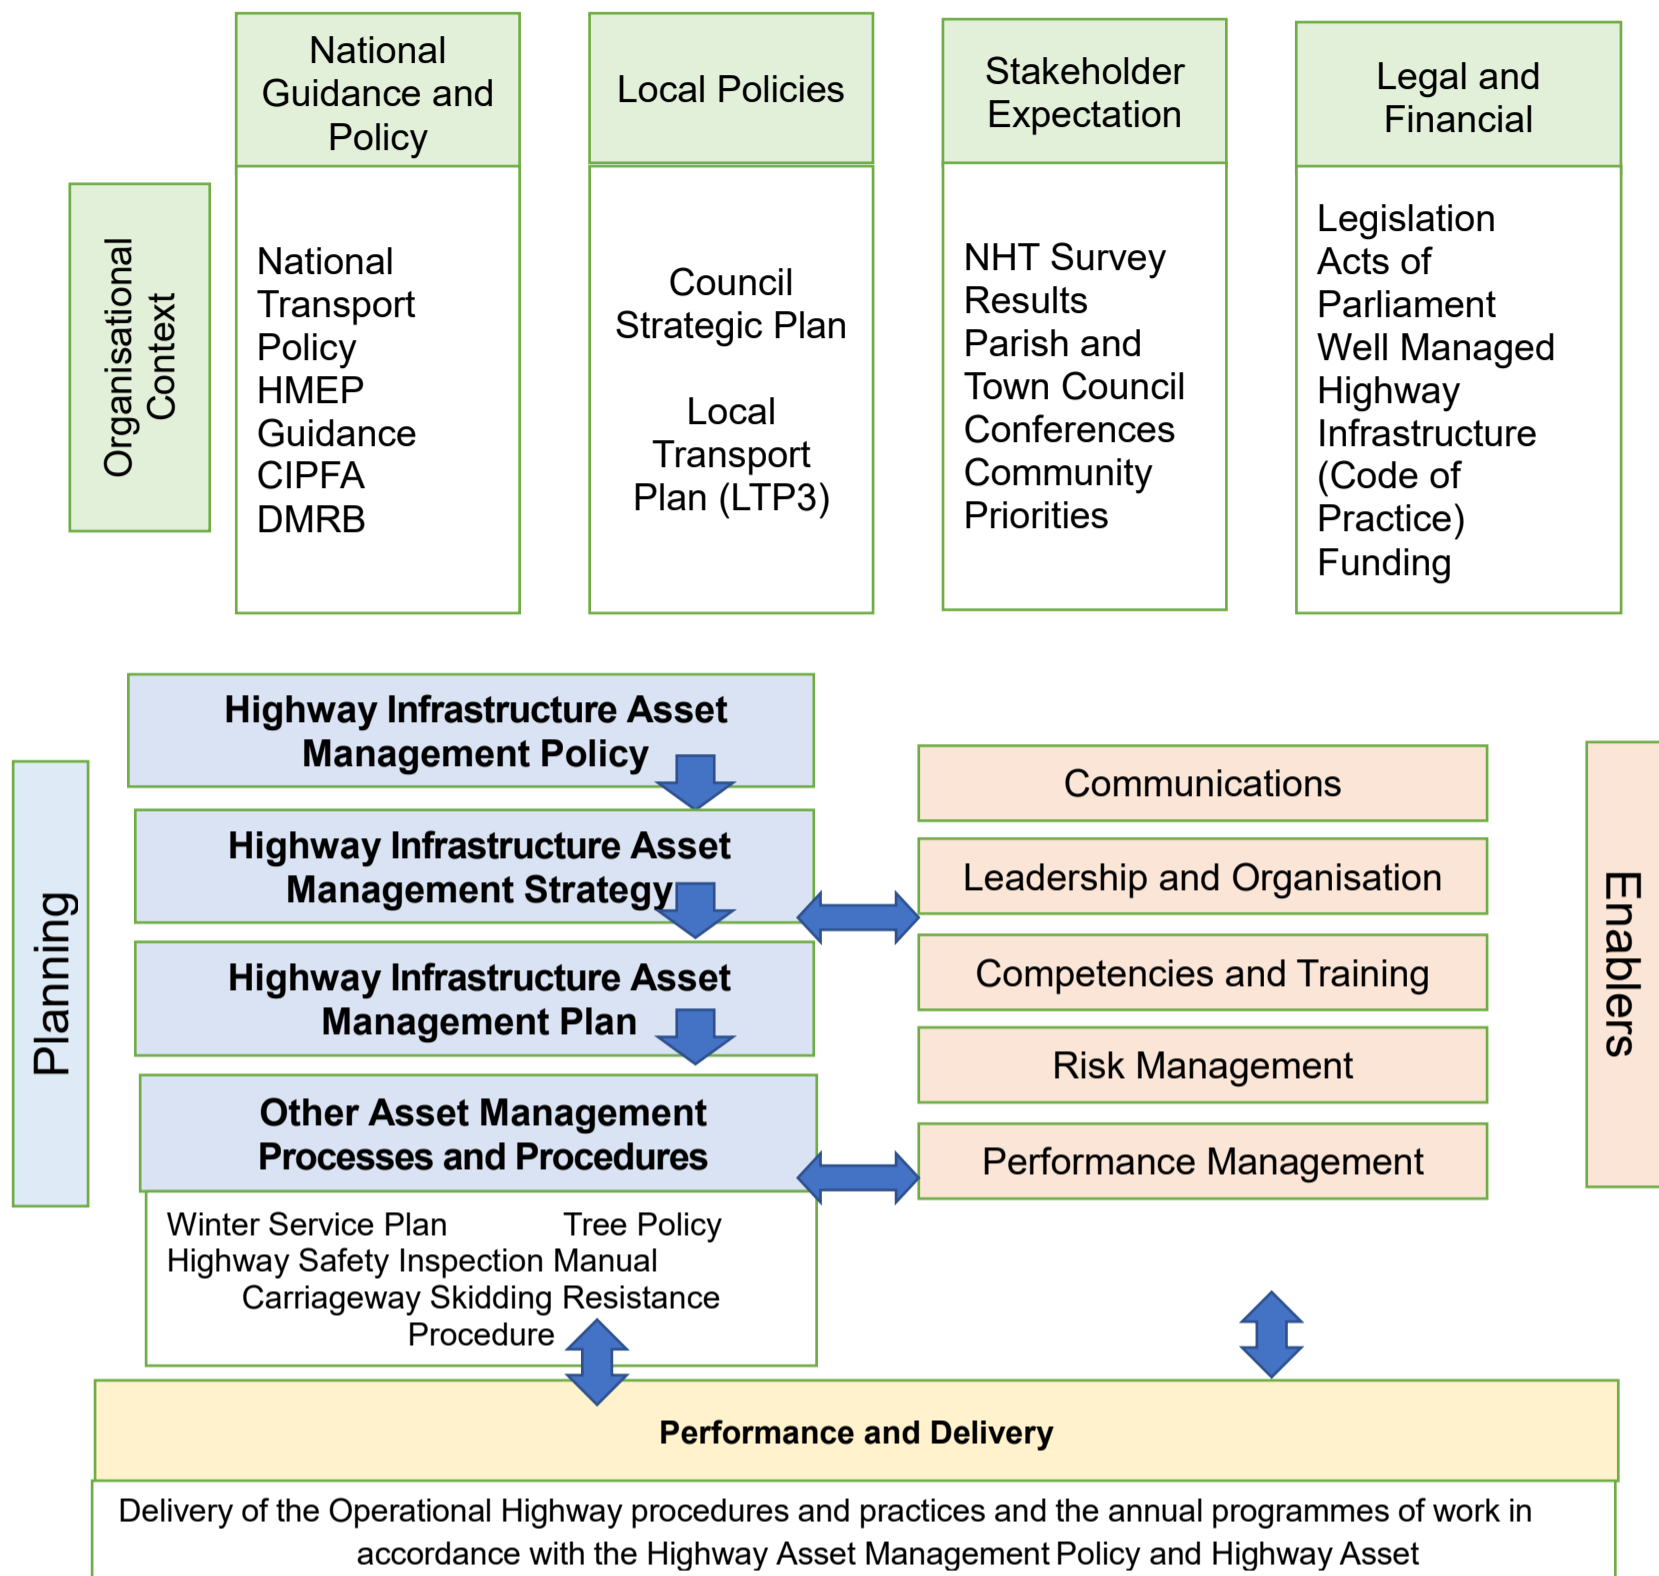 National
Guidance and
Policy
Local Policies
Stakeholder
Expectation
Legal and
Financial
Organisational
Context
National
Transport
Policy
HMEP
Guidance
CIPFA
DMRB
Council
Strategic Plan
Local
Transport
Plan (LTP3)
NHT Survey
Results
Parish and
Town Council
Conferences
Community
Priorities
Legislation
Acts of
Parliament
Well Managed
Highway
Infrastructure
(Code of
Practice)
Funding
Planning
Highway Infrastructure Asset
Management Policy
Highway Infrastructure Asset
Management Strategy
Highway Infrastructure Asset
Management Plan
Other Asset Management
Processes and Procedures
Winter Service Plan Tree Policy
Highway Safety Inspection Manual
Carriageway Skidding Resistance
Procedure
Communications
Leadership and Organisation
Competencies and Training
Risk Management
Performance Management
Enablers
Performance and Delivery
Delivery of the Operational Highway procedures and practices and the annual programmes of work in
accordance with the Highway Asset Management Policy and Highway Asset